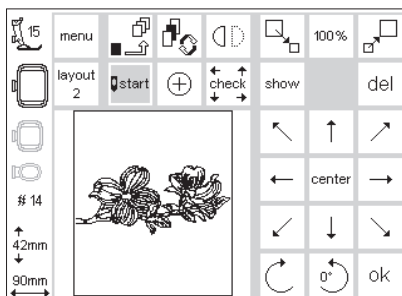 15
menu
100%
layout
2
start
check
show
del
center
# 14
42mm
90mm
0°
ok